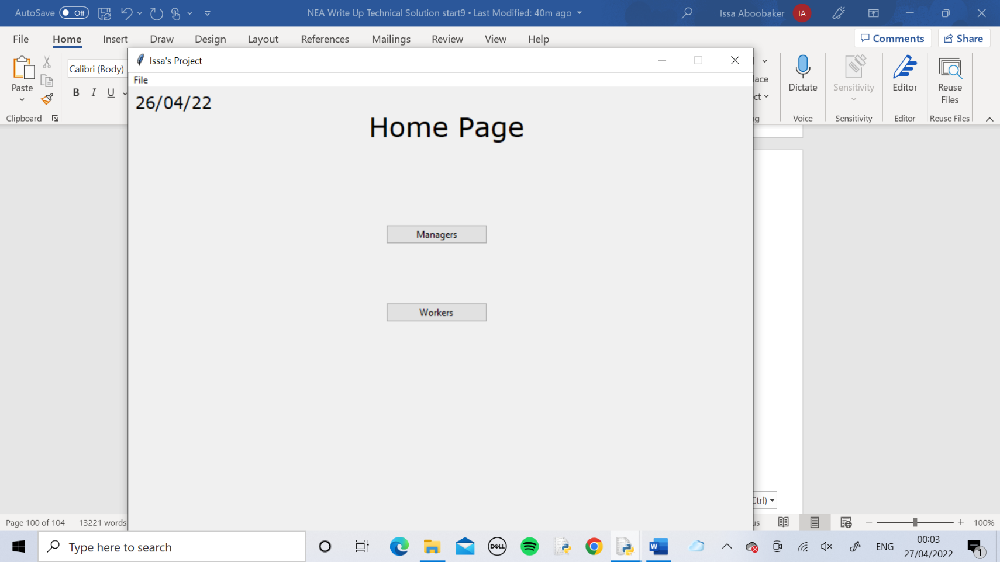 AutoSave Off NEA Write Up Technical Solution start9 • Last Modified: 40m ago Issa Aboobaker IA
File Home Insert Draw Design Layout References Mailings Review View Help Comments Share
Issa's Project
File
26/04/22
Home Page
Managers
Workers
Paste
Clipboard
Calibri (Body)
B I U
Dictate
Voice
Sensitivity
Sensitivity
Editor
Editor
Reuse
Files
Reuse Files
Ctrl)
Page 100 of 104 13221 words 100%
Type here to search
DELL
W
ENG
00:03
27/04/2022
1